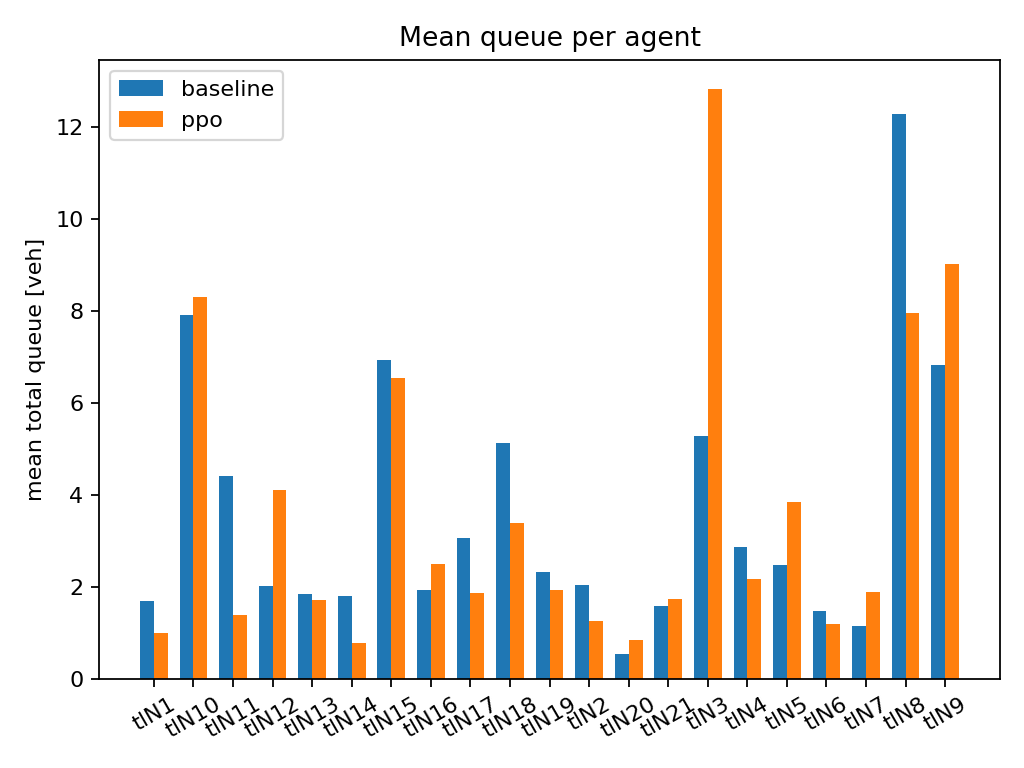 Mean queue per agent
baseline
ppo
mean total queue [veh]
12
10
8
6
4
2
0
tlN1
tlN10
tlN11
tlN12
tlN13
tlN14
tlN15
tlN16
tlN17
tlN18
tlN19
tlN2
tlN20
tlN21
tlN3
tlN4
tlN5
tlN6
tlN7
tlN8
tlN9